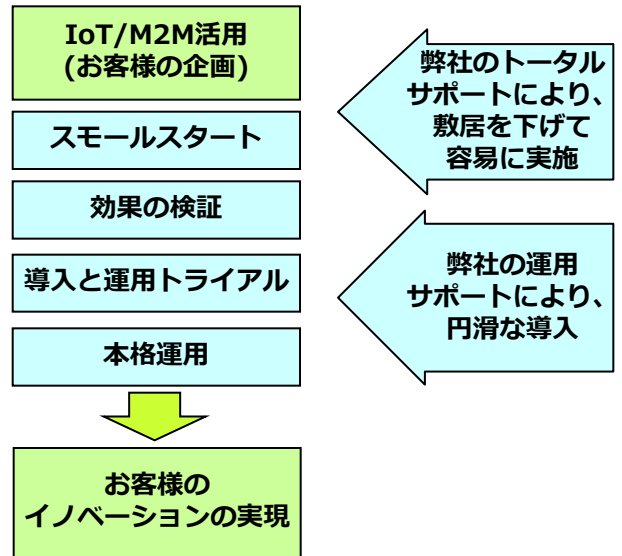 IoT/M2M活用
(お客様の企画)
スモールスタート
効果の検証
導入と運用トライアル
本格運用
お客様の
イノベーションの実現
弊社のトータル
サポートにより、
敷居を下げて
容易に実施
弊社の運用
サポートにより、
円滑な導入